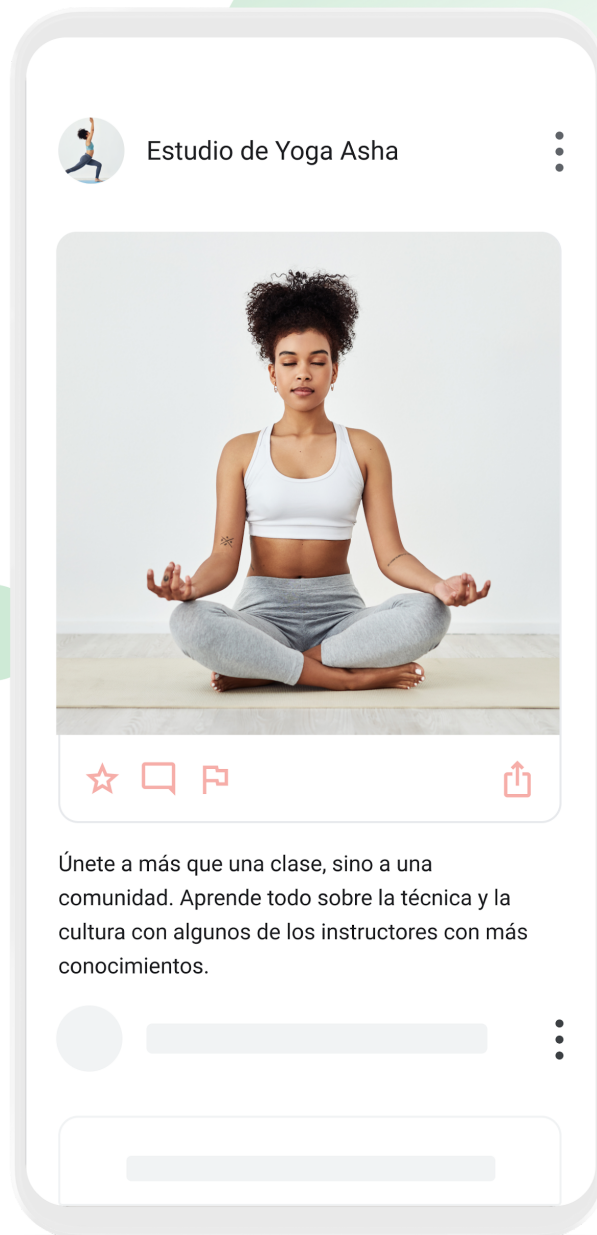 Estudio de Yoga Asha
Únete a más que una clase, sino a una
comunidad. Aprende todo sobre la técnica y la
cultura con algunos de los instructores con más
conocimientos.